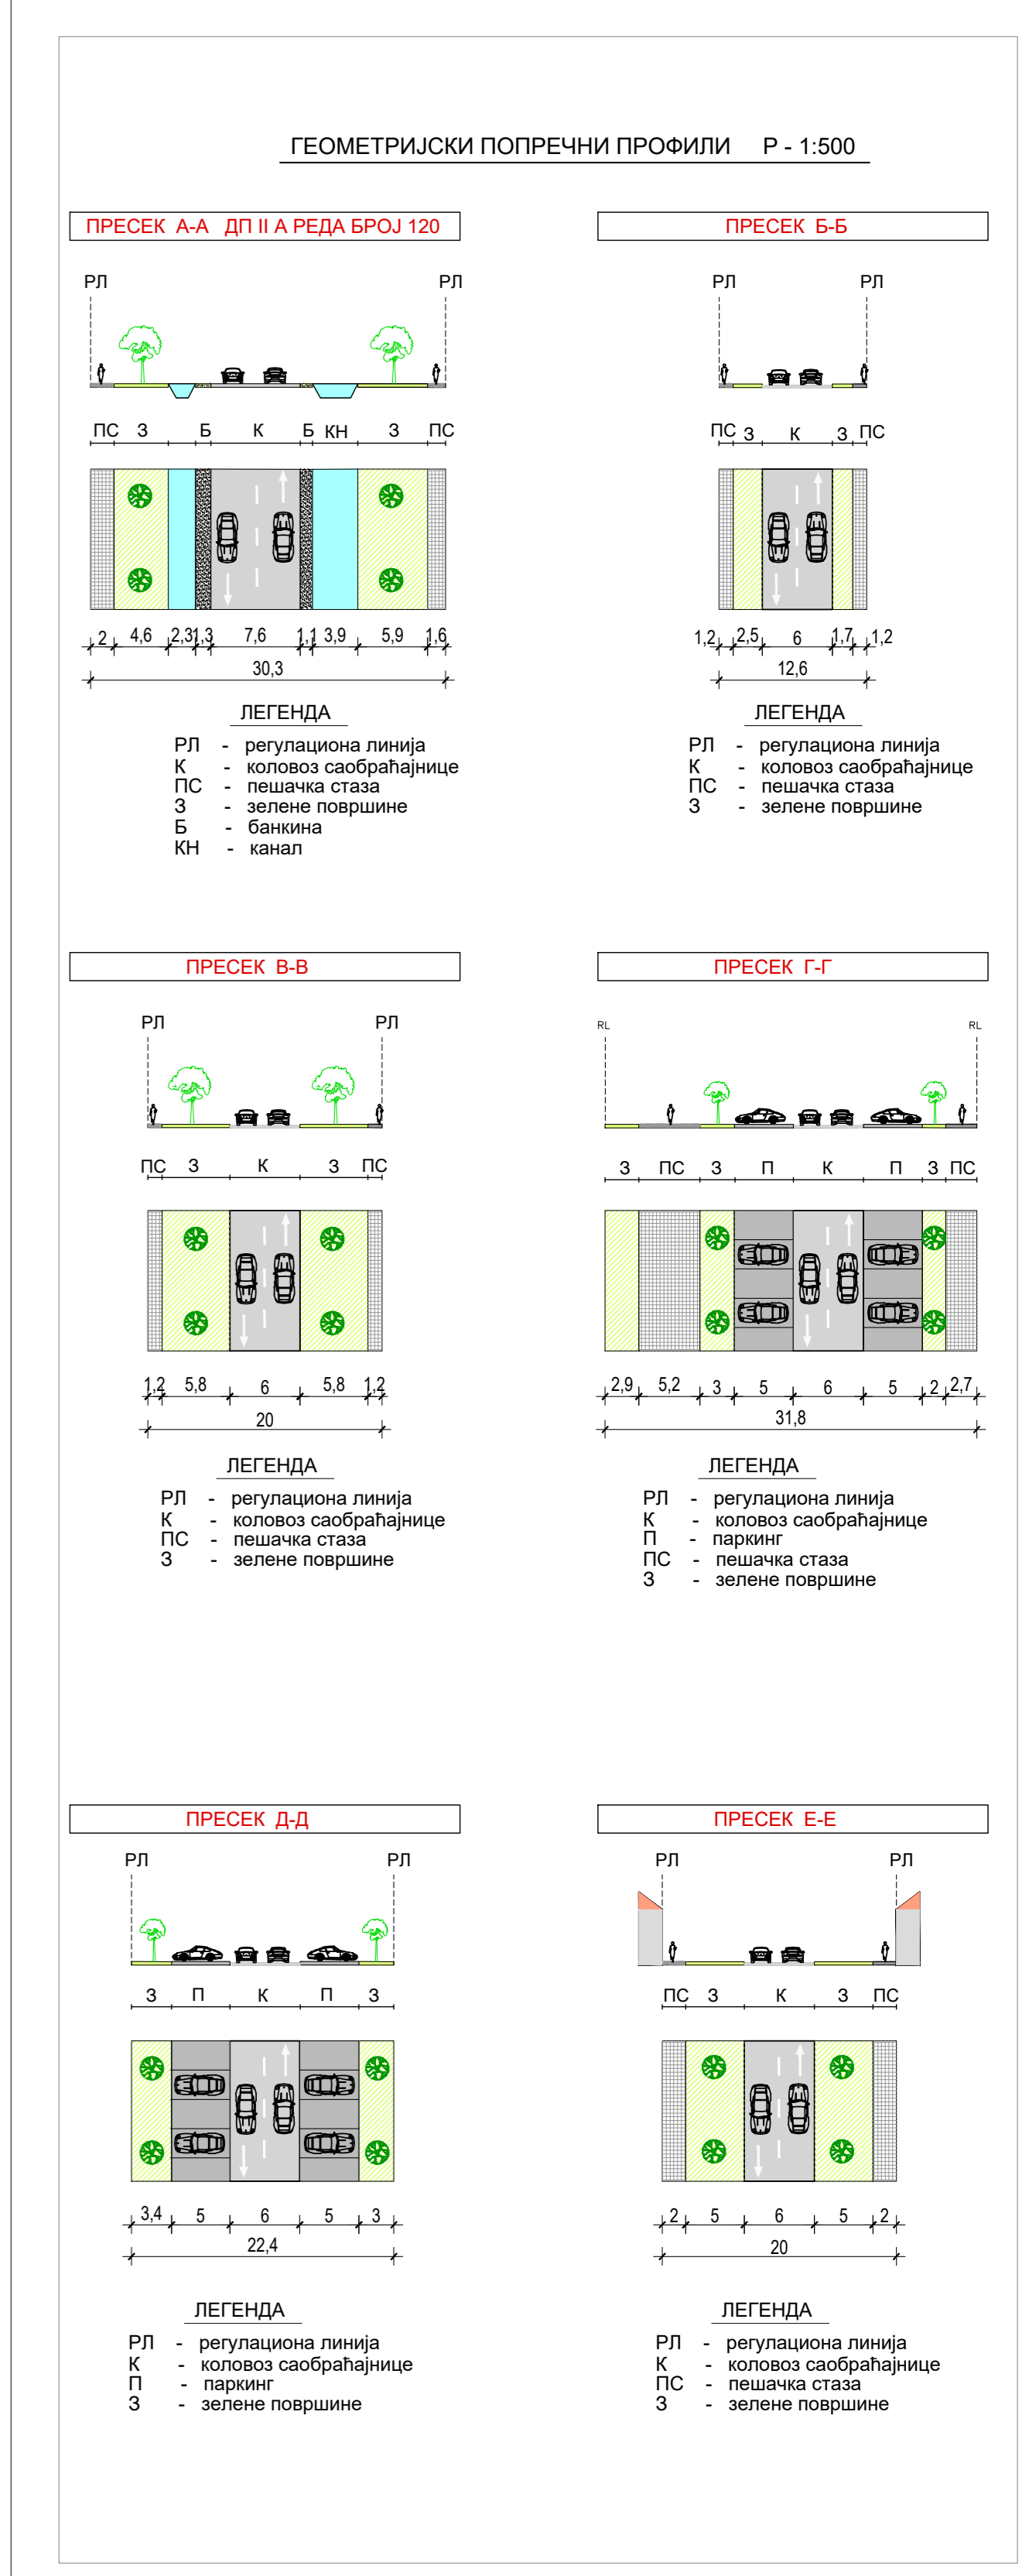 ГЕОМЕТРИЈСКИ ПОПРЕЧНИ ПРОФИЛИ Р - 1:500
ПРЕСЕК А-А ДП II А РЕДА БРОЈ 120
РЛ РЛ
ПС З Б К Б КН З ПС
2 4,6 2,3 1,3 7,6 1,1 3,9 5,9 1,6
30,3
ЛЕГЕНДА
РЛ - регулациона линија
К - коловоз саобраћајнице
ПС - пешачка стаза
З - зелене површине
Б - банкина
КН - канал
ПРЕСЕК Б-Б
РЛ РЛ
ПС З К З ПС
1,2 2,5 6 1,7 1,2
12,6
ЛЕГЕНДА
РЛ - регулациона линија
К - коловоз саобраћајнице
ПС - пешачка стаза
З - зелене површине
ПРЕСЕК В-В
РЛ РЛ
ПС З К З ПС
1,2 5,8 6 5,8 1,2
20
ЛЕГЕНДА
РЛ - регулациона линија
К - коловоз саобраћајнице
ПС - пешачка стаза
З - зелене површине
ПРЕСЕК Г-Г
RL RL
З ПС З П К П З ПС
2,9 5,2 3 5 6 5 2 2,7
31,8
ЛЕГЕНДА
РЛ - регулациона линија
К - коловоз саобраћајнице
П - паркинг
ПС - пешачка стаза
З - зелене површине
ПРЕСЕК Д-Д
РЛ РЛ
З П К П З
3,4 5 6 5 3
22,4
ЛЕГЕНДА
РЛ - регулациона линија
К - коловоз саобраћајнице
П - паркинг
З - зелене површине
ПРЕСЕК Е-Е
РЛ РЛ
ПС З К З ПС
2 5 6 5 2
20
ЛЕГЕНДА
РЛ - регулациона линија
К - коловоз саобраћајнице
ПС - пешачка стаза
З - зелене површине